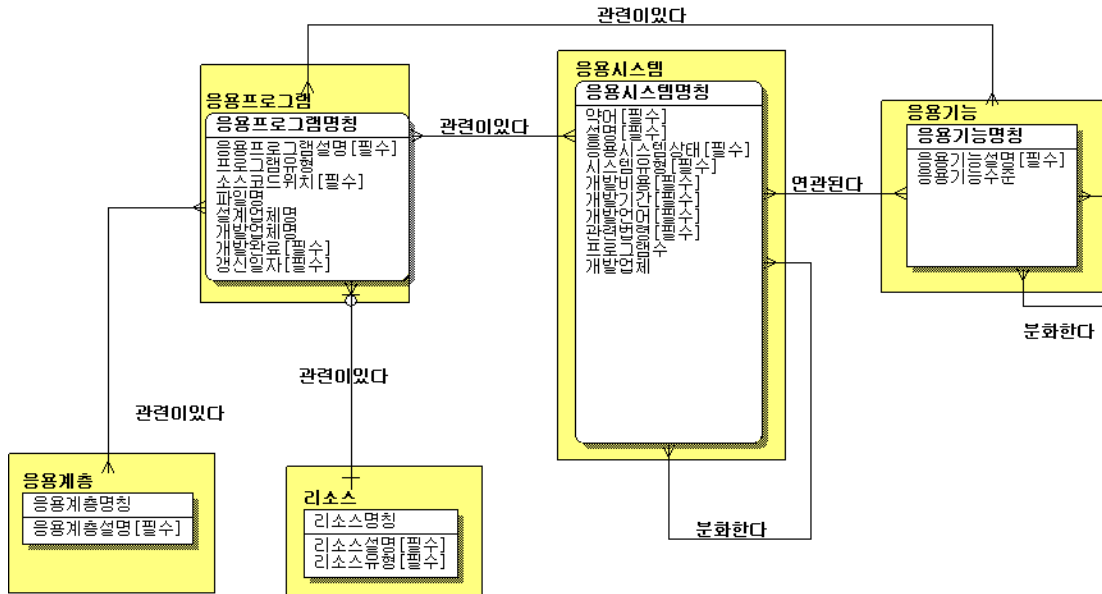 관련이있다
응용프로그램
응용프로그램명칭
응용프로그램설명[필수]
프로그램유형
소스코드위치[필수]
파일명
설계업체명
개발업체명
개발완료[필수]
갱신일자[필수]
관련이있다
응용시스템
응용시스템명칭
약어[필수]
설명[필수]
응용시스템상태[필수]
시스템유형[필수]
개발비용[필수]
개발기간[필수]
개발언어[필수]
관련법령[필수]
프로그램수
개발업체
연관된다
응용기능
응용기능명칭
응용기능설명[필수]
응용기능수준
분화한다
관련이있다
관련이있다
분화한다
응용계층
응용계층명칭
응용계층설명[필수]
리소스
리소스명칭
리소스설명[필수]
리소스유형[필수]